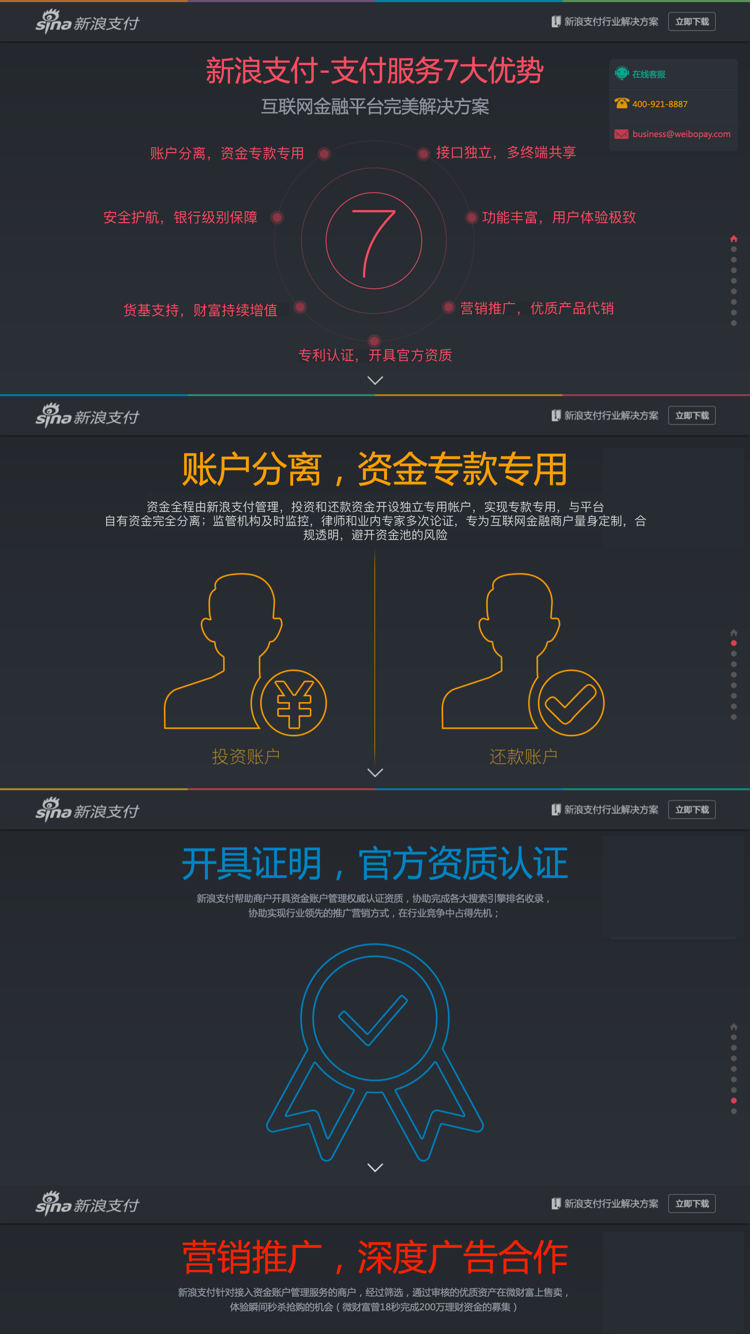 sina 新浪支付
新浪支付行业解决方案 立即下载
新浪支付-支付服务7大优势
互联网金融平台完美解决方案
在线客服
400-921-8887
business@weibopay.com
账户分离，资金专款专用
接口独立，多终端共享
安全护航，银行级别保障
功能丰富，用户体验极致
7
货基支持，财富持续增值
营销推广，优质产品代销
专利认证，开具官方资质
sina 新浪支付
新浪支付行业解决方案 立即下载
账户分离，资金专款专用
资金全程由新浪支付管理，投资和还款资金开设独立专用帐户，实现专款专用，与平台
自有资金完全分离；监管机构及时监控，律师和业内专家多次论证，专为互联网金融商户量身定制，合
规透明，避开资金池的风险
¥
投资账户
还款账户
sina 新浪支付
新浪支付行业解决方案 立即下载
开具证明，官方资质认证
新浪支付帮助商户开具资金账户管理权威认证资质，协助完成各大搜索引擎排名收录，
协助实现行业领先的推广营销方式，在行业竞争中占得先机；
sina 新浪支付
新浪支付行业解决方案 立即下载
营销推广，深度广告合作
新浪支付针对接入资金账户管理服务的商户，经过筛选，通过审核的优质资产在微财富上售卖，
体验瞬间秒杀抢购的机会（微财富曾18秒完成200万理财资金的募集）